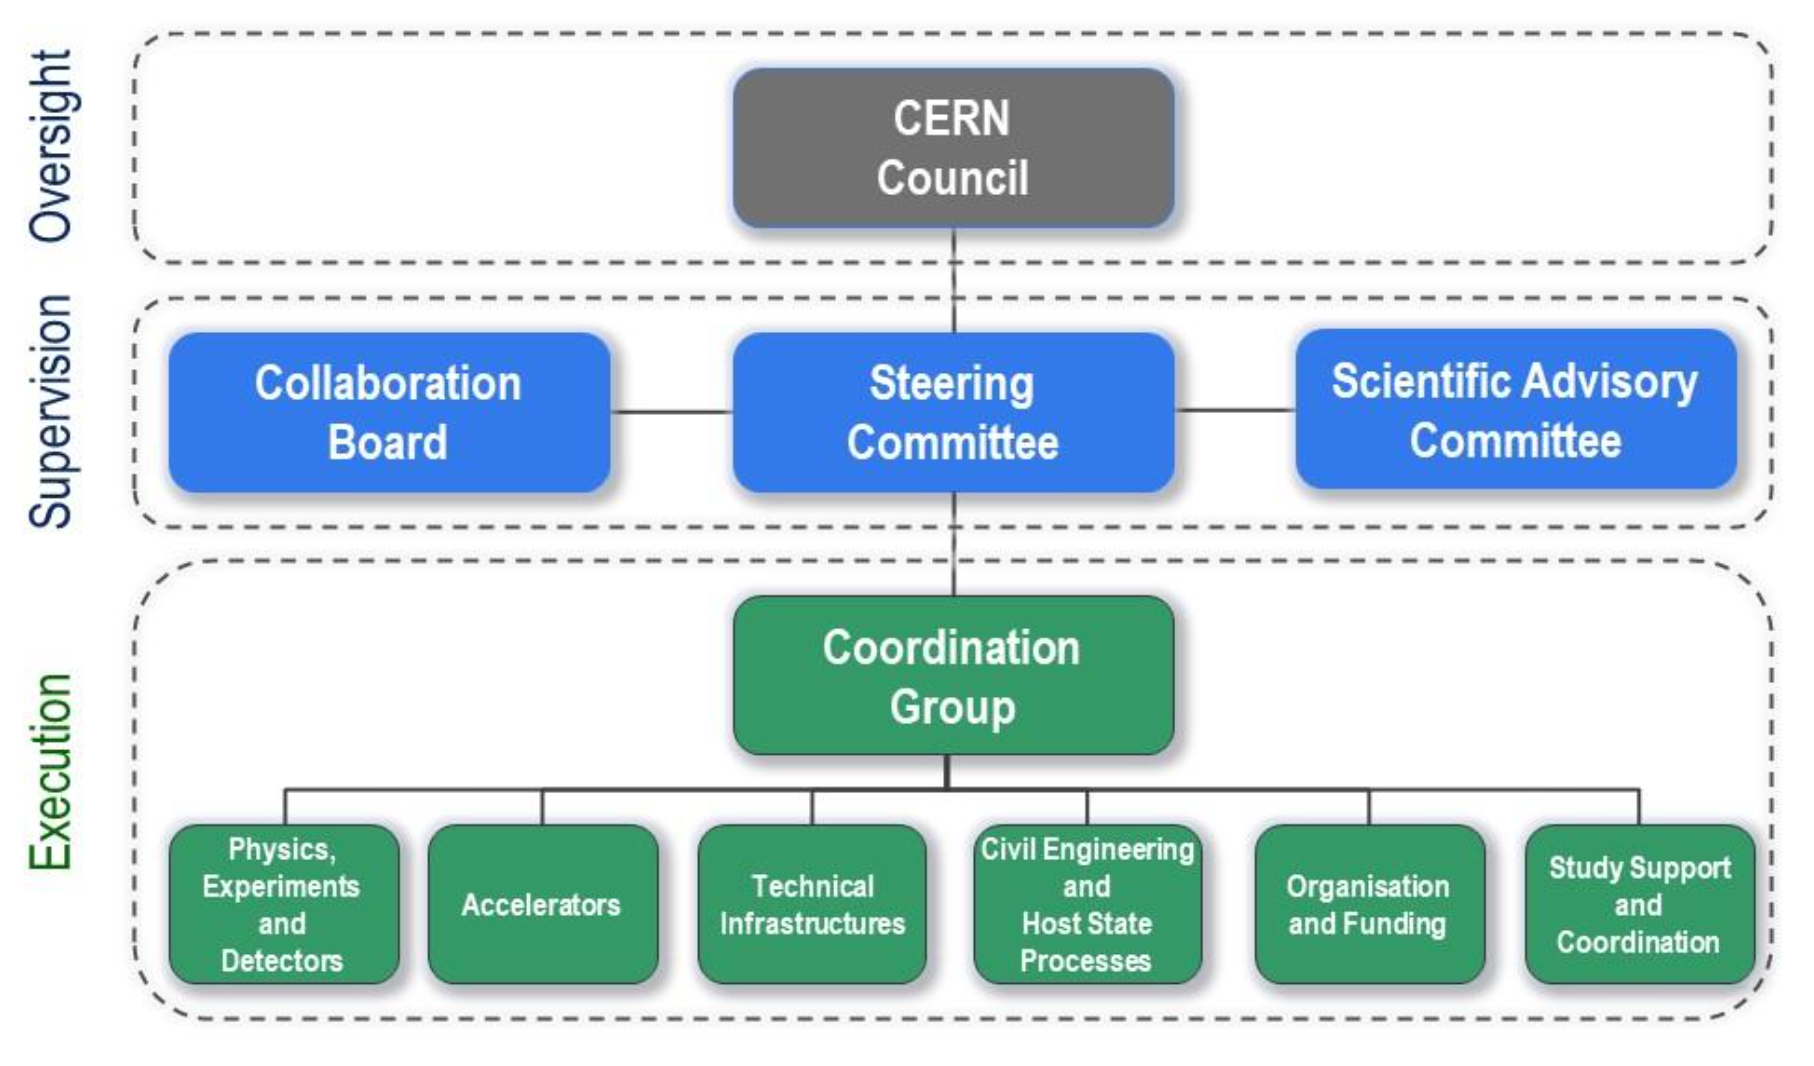 Oversight
CERN
Council
Supervision
Collaboration
Board
Steering
Committee
Scientific Advisory
Committee
Execution
Coordination
Group
Physics,
Experiments
and
Detectors
Accelerators
Technical
Infrastructures
Civil Engineering
and
Host State
Processes
Organisation
and Funding
Study Support
and
Coordination